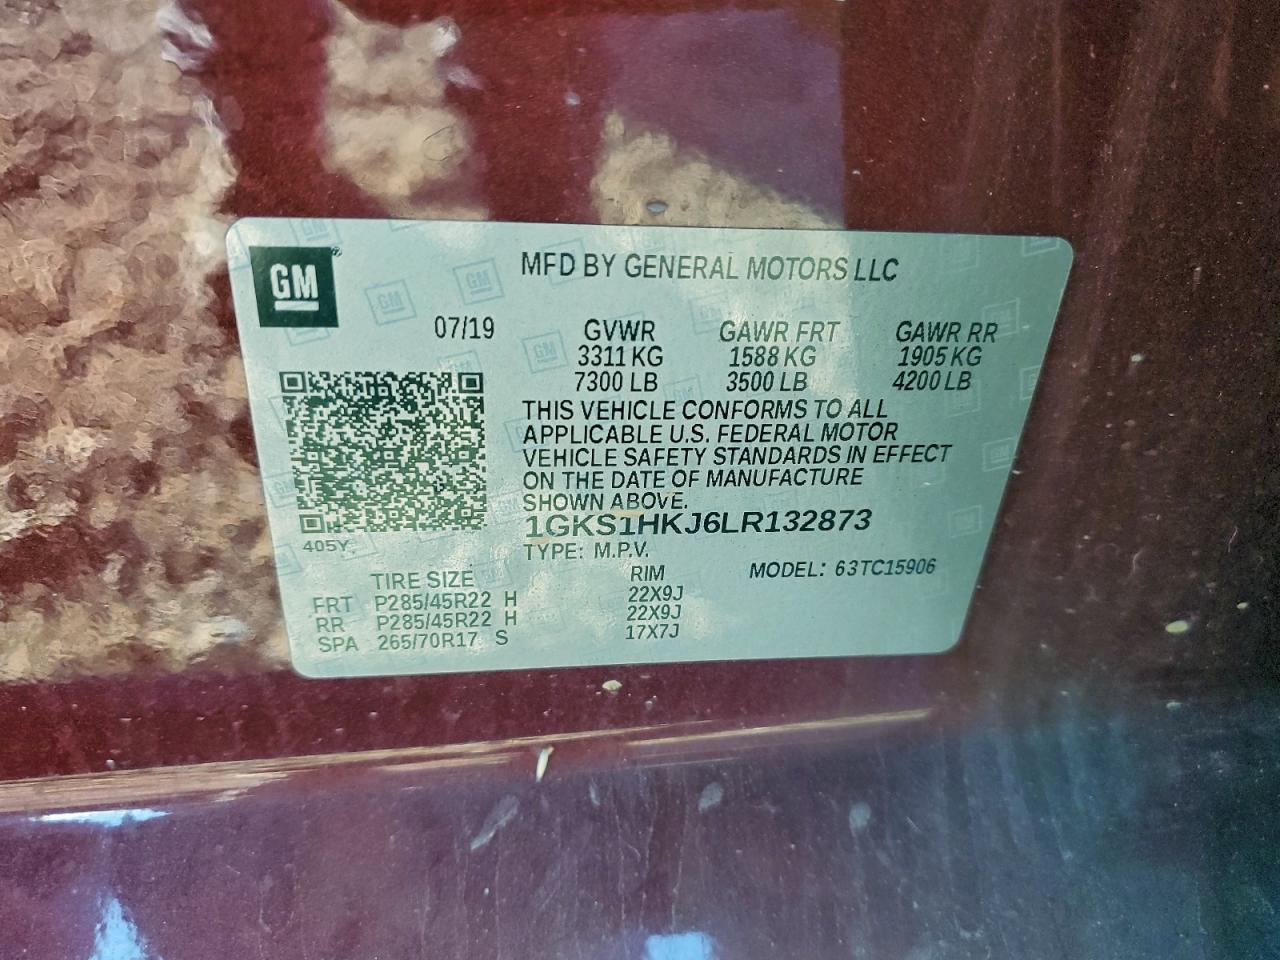 GM
MFD BY GENERAL MOTORS LLC
07/19 GVWR GAWR FRT GAWR RR
3311 KG 1588 KG 1905 KG
7300 LB 3500 LB 4200 LB
THIS VEHICLE CONFORMS TO ALL
APPLICABLE U.S. FEDERAL MOTOR
VEHICLE SAFETY STANDARDS IN EFFECT
ON THE DATE OF MANUFACTURE
SHOWN ABOVE.
1GKS1HKJ6LR132873
405Y
TYPE: M.P.V.
TIRE SIZE RIM MODEL: 63TC15906
FRT P285/45R22 H 22X9J
RR P285/45R22 H 22X9J
SPA 265/70R17 S 17X7J